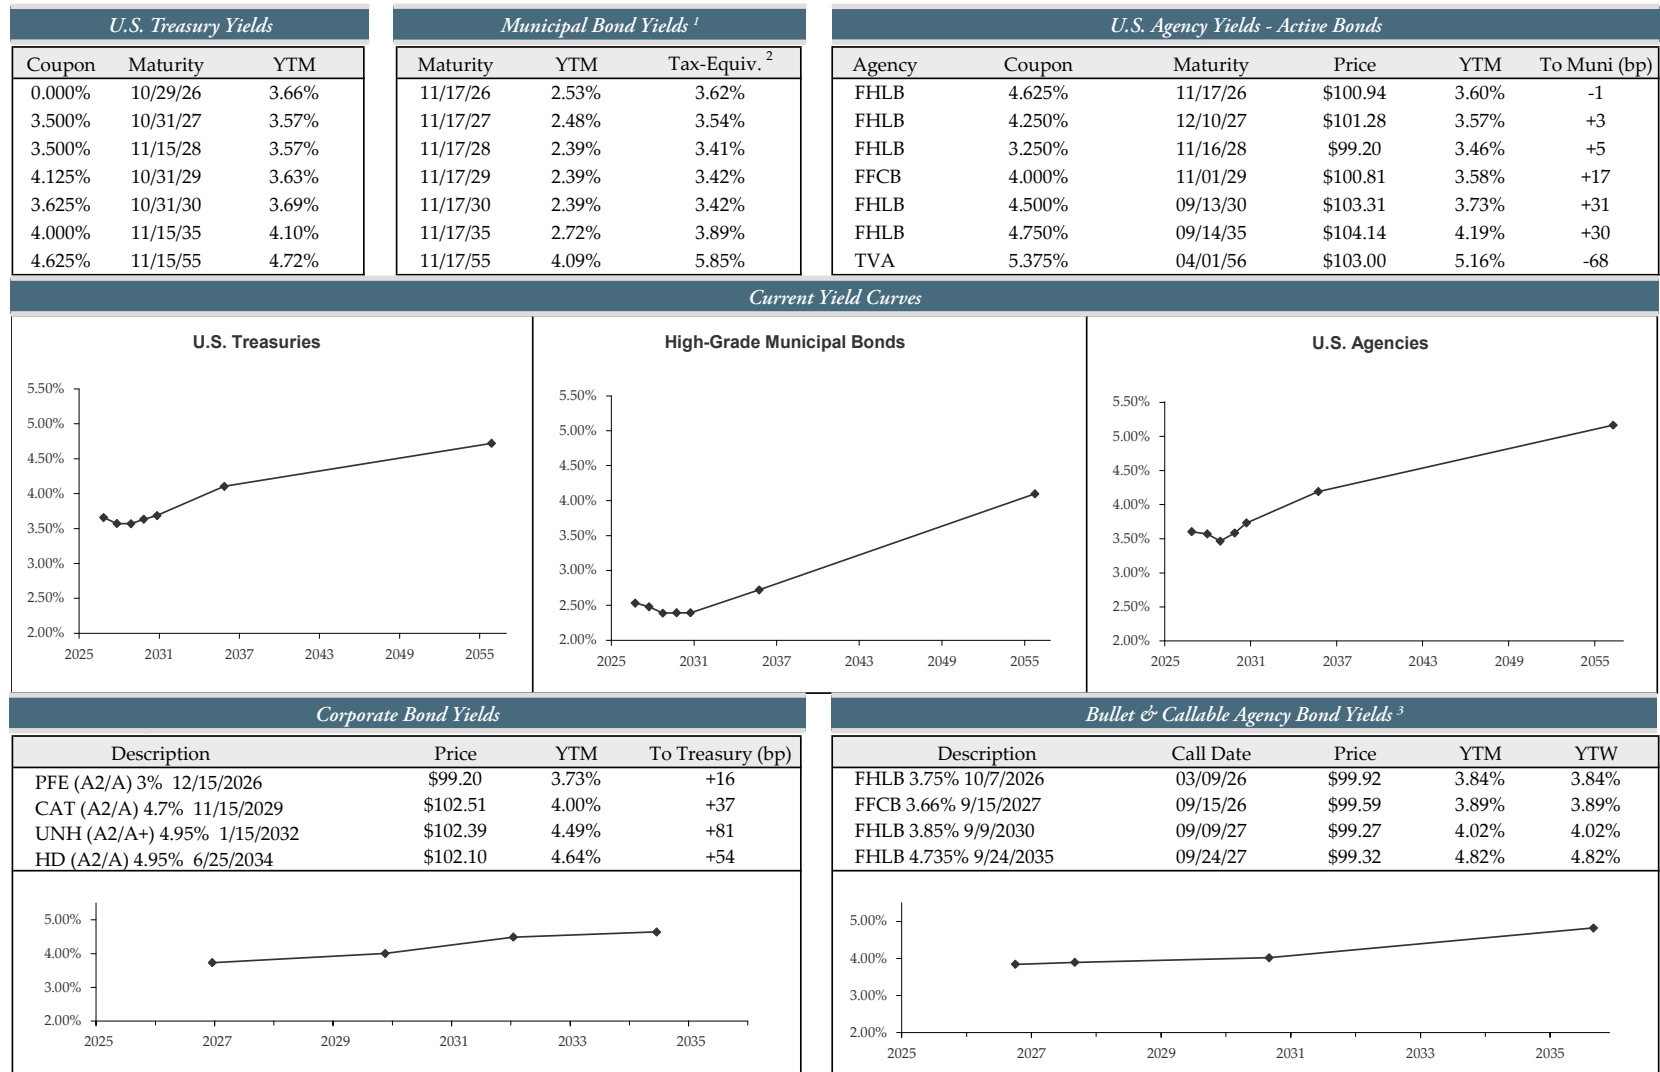 U.S. Treasury Yields
Coupon Maturity YTM
0.000% 10/29/26 3.66%
3.500% 10/31/27 3.57%
3.500% 11/15/28 3.57%
4.125% 10/31/29 3.63%
3.625% 10/31/30 3.69%
4.000% 11/15/35 4.10%
4.625% 11/15/55 4.72%
Municipal Bond Yields ¹
Maturity YTM Tax-Equiv. ²
11/17/26 2.53% 3.62%
11/17/27 2.48% 3.54%
11/17/28 2.39% 3.41%
11/17/29 2.39% 3.42%
11/17/30 2.39% 3.42%
11/17/35 2.72% 3.89%
11/17/55 4.09% 5.85%
U.S. Agency Yields - Active Bonds
Agency Coupon Maturity Price YTM To Muni (bp)
FHLB 4.625% 11/17/26 $100.94 3.60% -1
FHLB 4.250% 12/10/27 $101.28 3.57% +3
FHLB 3.250% 11/16/28 $99.20 3.46% +5
FFCB 4.000% 11/01/29 $100.81 3.58% +17
FHLB 4.500% 09/13/30 $103.31 3.73% +31
FHLB 4.750% 09/14/35 $104.14 4.19% +30
TVA 5.375% 04/01/56 $103.00 5.16% -68
Current Yield Curves
U.S. Treasuries
5.50%
5.00%
4.50%
4.00%
3.50%
3.00%
2.50%
2.00%
2025 2031 2037 2043 2049 2055
High-Grade Municipal Bonds
5.50%
5.00%
4.50%
4.00%
3.50%
3.00%
2.50%
2.00%
2025 2031 2037 2043 2049 2055
U.S. Agencies
5.50%
5.00%
4.50%
4.00%
3.50%
3.00%
2.50%
2.00%
2025 2031 2037 2043 2049 2055
Corporate Bond Yields
Description Price YTM To Treasury (bp)
PFE (A2/A) 3% 12/15/2026 $99.20 3.73% +16
CAT (A2/A) 4.7% 11/15/2029 $102.51 4.00% +37
UNH (A2/A+) 4.95% 1/15/2032 $102.39 4.49% +81
HD (A2/A) 4.95% 6/25/2034 $102.10 4.64% +54
5.00%
4.00%
3.00%
2.00%
2025 2027 2029 2031 2033 2035
Bullet & Callable Agency Bond Yields ³
Description Call Date Price YTM YTW
FHLB 3.75% 10/7/2026 03/09/26 $99.92 3.84% 3.84%
FFCB 3.66% 9/15/2027 09/15/26 $99.59 3.89% 3.89%
FHLB 3.85% 9/9/2030 09/09/27 $99.27 4.02% 4.02%
FHLB 4.735% 9/24/2035 09/24/27 $99.32 4.82% 4.82%
5.00%
4.00%
3.00%
2.00%
2025 2027 2029 2031 2033 2035